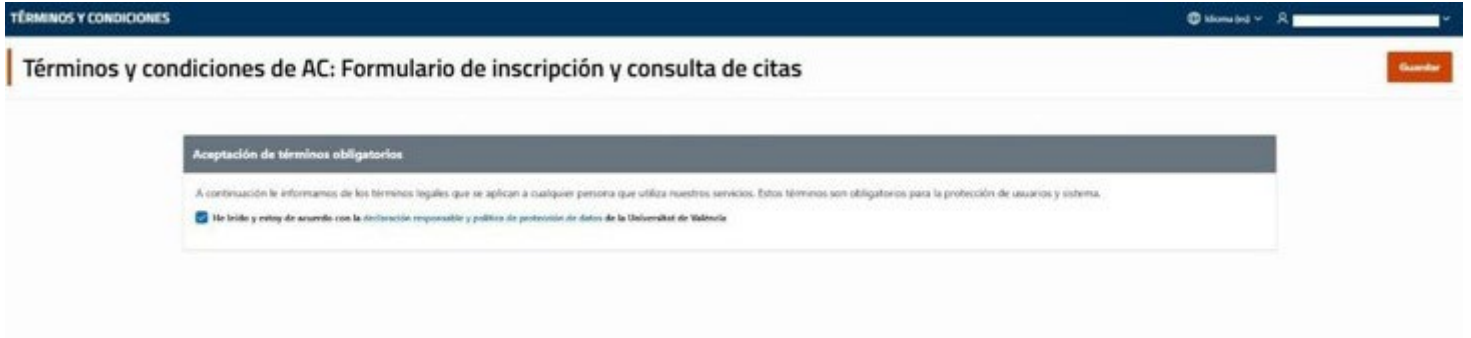 TÉRMINOS Y CONDICIONES
Idioma (es)
Términos y condiciones de AC: Formulario de inscripción y consulta de citas
Guardar
Aceptación de términos obligatorios
A continuación le informamos de los términos legales que se aplican a cualquier persona que utiliza nuestros servicios. Estos términos son obligatorios para la protección de usuarios y sistema.
He leído y estoy de acuerdo con la declaración responsable y política de protección de datos de la Universitat de València